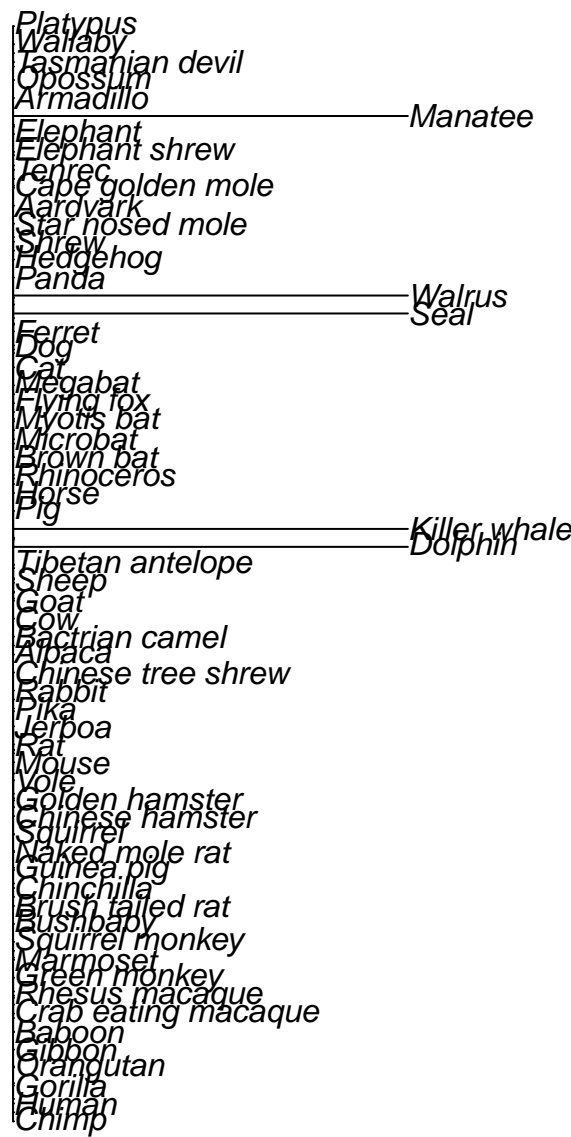 Platypus
Wallaby
Tasmanian devil
Opossum
Armadillo
Manatee
Elephant
Elephant shrew
Tenrec
Cape golden mole
Aardvark
Star nosed mole
Shrew
Hedgehog
Panda
Walrus
Seal
Ferret
Dog
Cat
Megabat
Flying fox
Myotis bat
Microbat
Brown bat
Rhinoceros
Horse
Pig
Killer whale
Dolphin
Tibetan antelope
Sheep
Goat
Cow
Bactrian camel
Alpaca
Chinese tree shrew
Rabbit
Pika
Jerboa
Rat
Mouse
Vole
Golden hamster
Chinese hamster
Squirrel
Naked mole rat
Guinea pig
Chinchilla
Brush tailed rat
Bushbaby
Squirrel monkey
Marmoset
Green monkey
Rhesus macaque
Crab eating macaque
Baboon
Gibbon
Orangutan
Gorilla
Human
Chimp